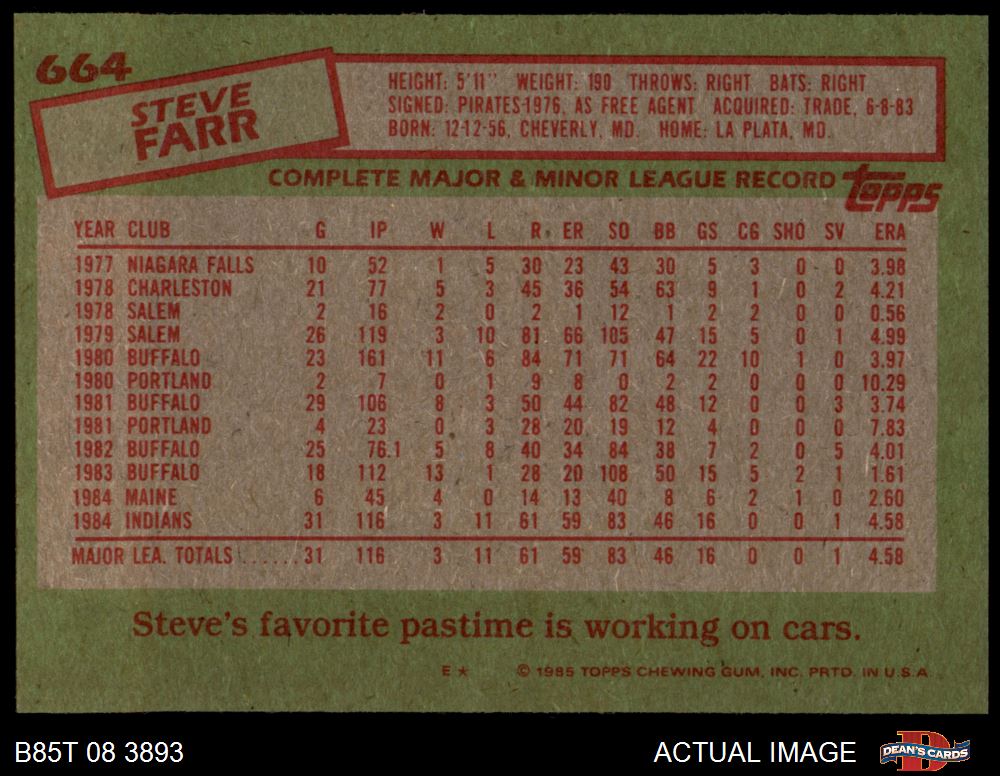 664
STEVE
FARR
HEIGHT: 5'11" WEIGHT: 190 THROWS: RIGHT BATS: RIGHT
SIGNED: PIRATES-1976, AS FREE AGENT ACQUIRED: TRADE, 6-8-83
BORN: 12-12-56, CHEVERLY, MD. HOME: LA PLATA, MD.
COMPLETE MAJOR & MINOR LEAGUE RECORD topps
YEAR CLUB G IP W L R ER SO BB GS CG SHO SV ERA
1977 NIAGARA FALLS 10 52 1 5 30 23 43 30 5 3 0 0 3.98
1978 CHARLESTON 21 77 5 3 45 36 54 63 9 1 0 2 4.21
1978 SALEM 2 16 2 0 2 1 12 1 2 2 0 0 0.56
1979 SALEM 26 119 3 10 81 66 105 47 15 5 0 1 4.99
1980 BUFFALO 23 161 11 6 84 71 71 64 22 10 1 0 3.97
1980 PORTLAND 2 7 0 1 9 8 0 2 2 0 0 0 10.29
1981 BUFFALO 29 106 8 3 50 44 82 48 12 0 0 3 3.74
1981 PORTLAND 4 23 0 3 28 20 19 12 4 0 0 0 7.83
1982 BUFFALO 25 76.1 5 8 40 34 84 38 7 2 0 5 4.01
1983 BUFFALO 18 112 13 1 28 20 108 50 15 5 2 1 1.61
1984 MAINE 6 45 4 0 14 13 40 8 6 2 1 0 2.60
1984 INDIANS 31 116 3 11 61 59 83 46 16 0 0 1 4.58
MAJOR LEA. TOTALS ...... 31 116 3 11 61 59 83 46 16 0 0 1 4.58
Steve's favorite pastime is working on cars.
E ★ © 1985 TOPPS CHEWING GUM, INC. PRTD. IN U.S.A.
B85T 08 3893 ACTUAL IMAGE DEAN'S CARDS